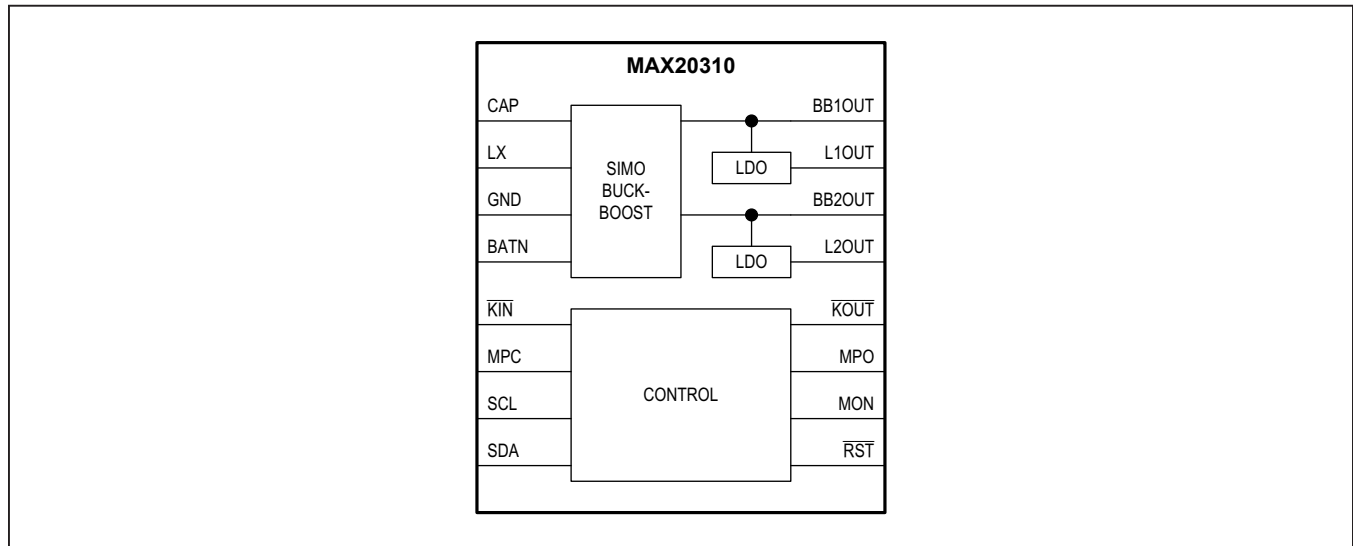 MAX20310
CAP
BB1OUT
LX
LDO
L1OUT
SIMO
BUCK-
BOOST
GND
BB2OUT
BATN
LDO
L2OUT
KIN
KOUT
MPC
MPO
CONTROL
SCL
MON
SDA
RST